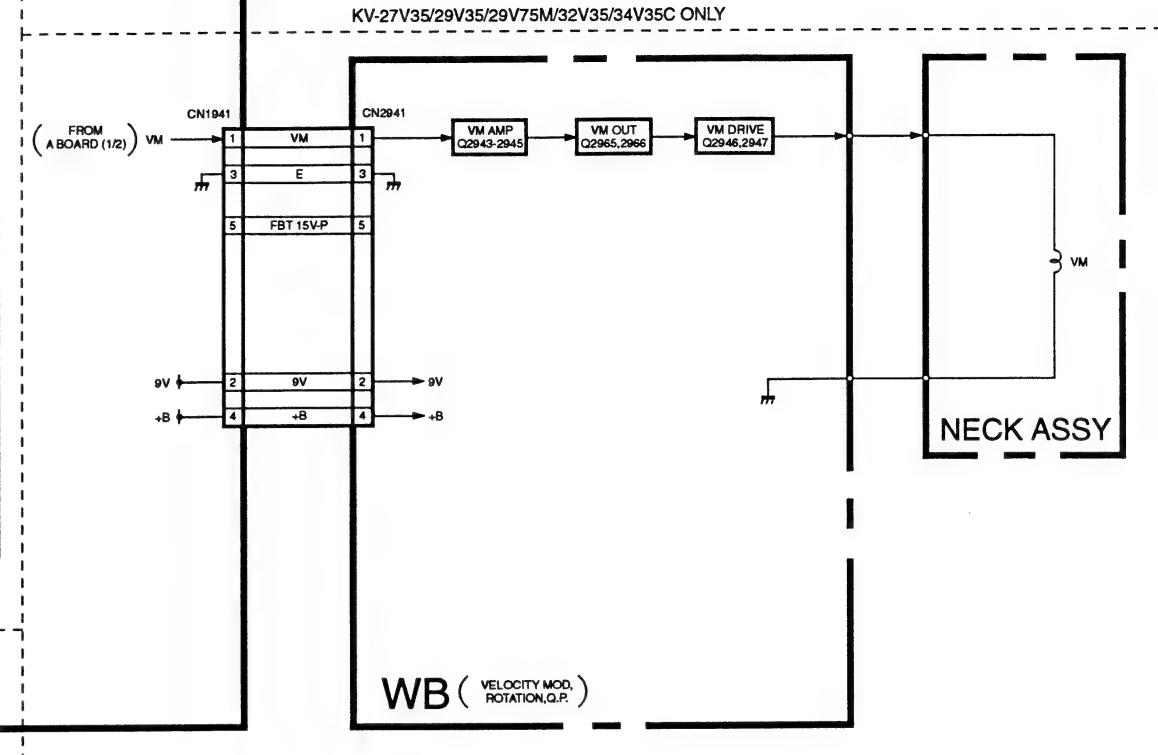 KV-27V35/29V35/29V75M/32V35/34V35C ONLY
CN1941
CN2941
( FROM
A BOARD (1/2) ) VM
1 VM 1
VM AMP
Q2943-2945
VM OUT
Q2965,2966
VM DRIVE
Q2946,2947
3 E 3
5 FBT 15V-P 5
VM
9V 2 9V 2 9V
+B 4 +B 4 +B
NECK ASSY
WB ( VELOCITY MOD,
ROTATION,Q.P. )